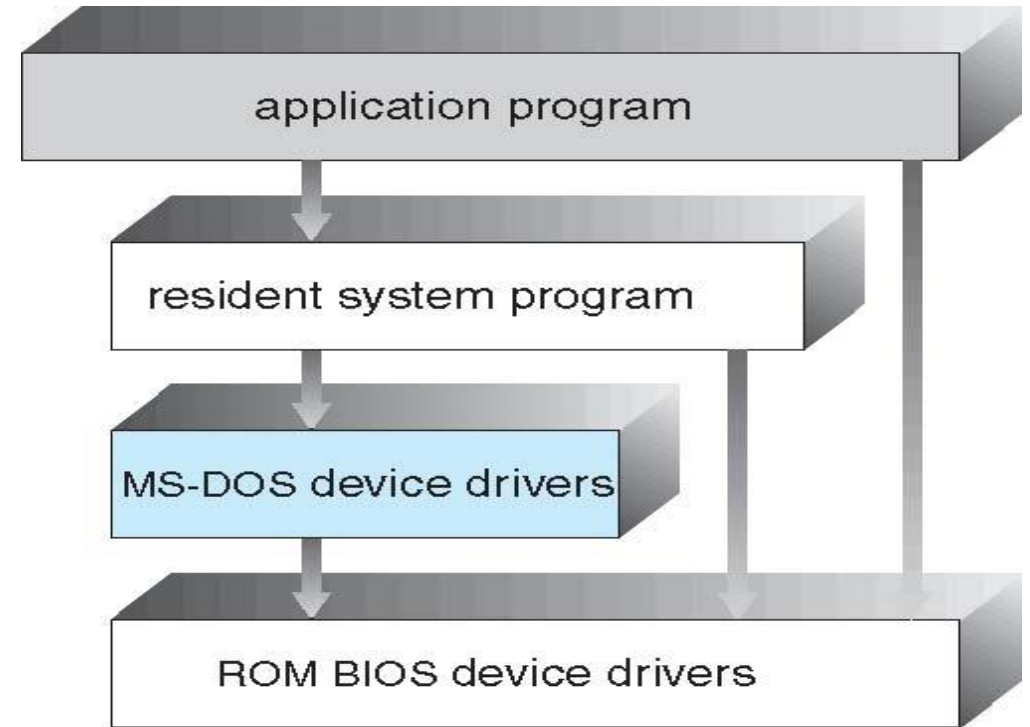 application program
resident system program
MS-DOS device drivers
ROM BIOS device drivers